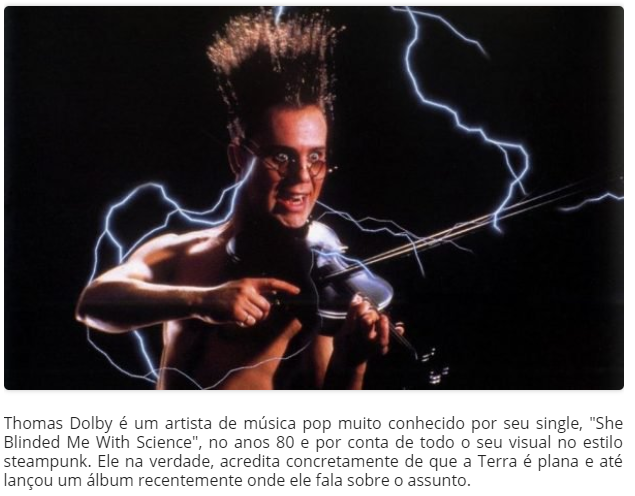 Thomas Dolby é um artista de música pop muito conhecido por seu single, "She
Blinded Me With Science", no anos 80 e por conta de todo o seu visual no estilo
steampunk. Ele na verdade, acredita concretamente de que a Terra é plana e até
lançou um álbum recentemente onde ele fala sobre o assunto.